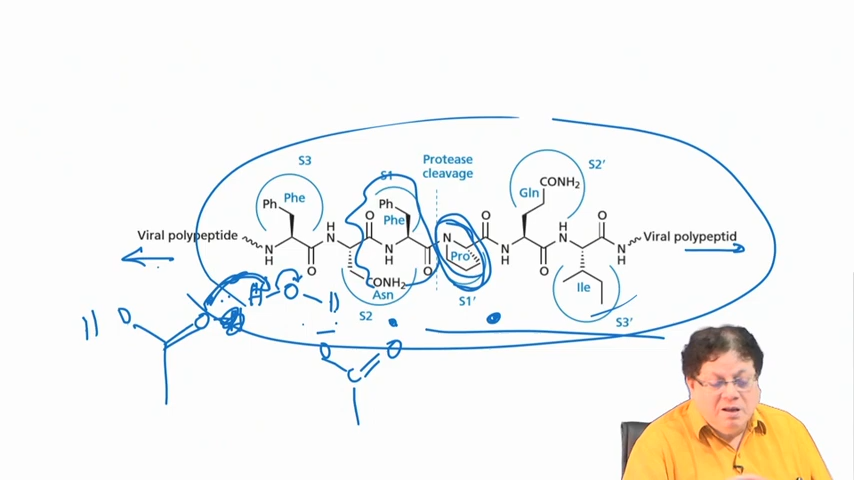 S3
S1
Protease
cleavage
S2'
Ph
Phe
Ph
Phe
Gln
CONH2
Viral polypeptide
N
H
O
H
N
O
N
H
O
N
Pro
O
N
H
O
H
N
O
N
H
Viral polypeptid
CONH2
Asn
S2
S1'
Ile
S3'
H
O
O
O
C
O